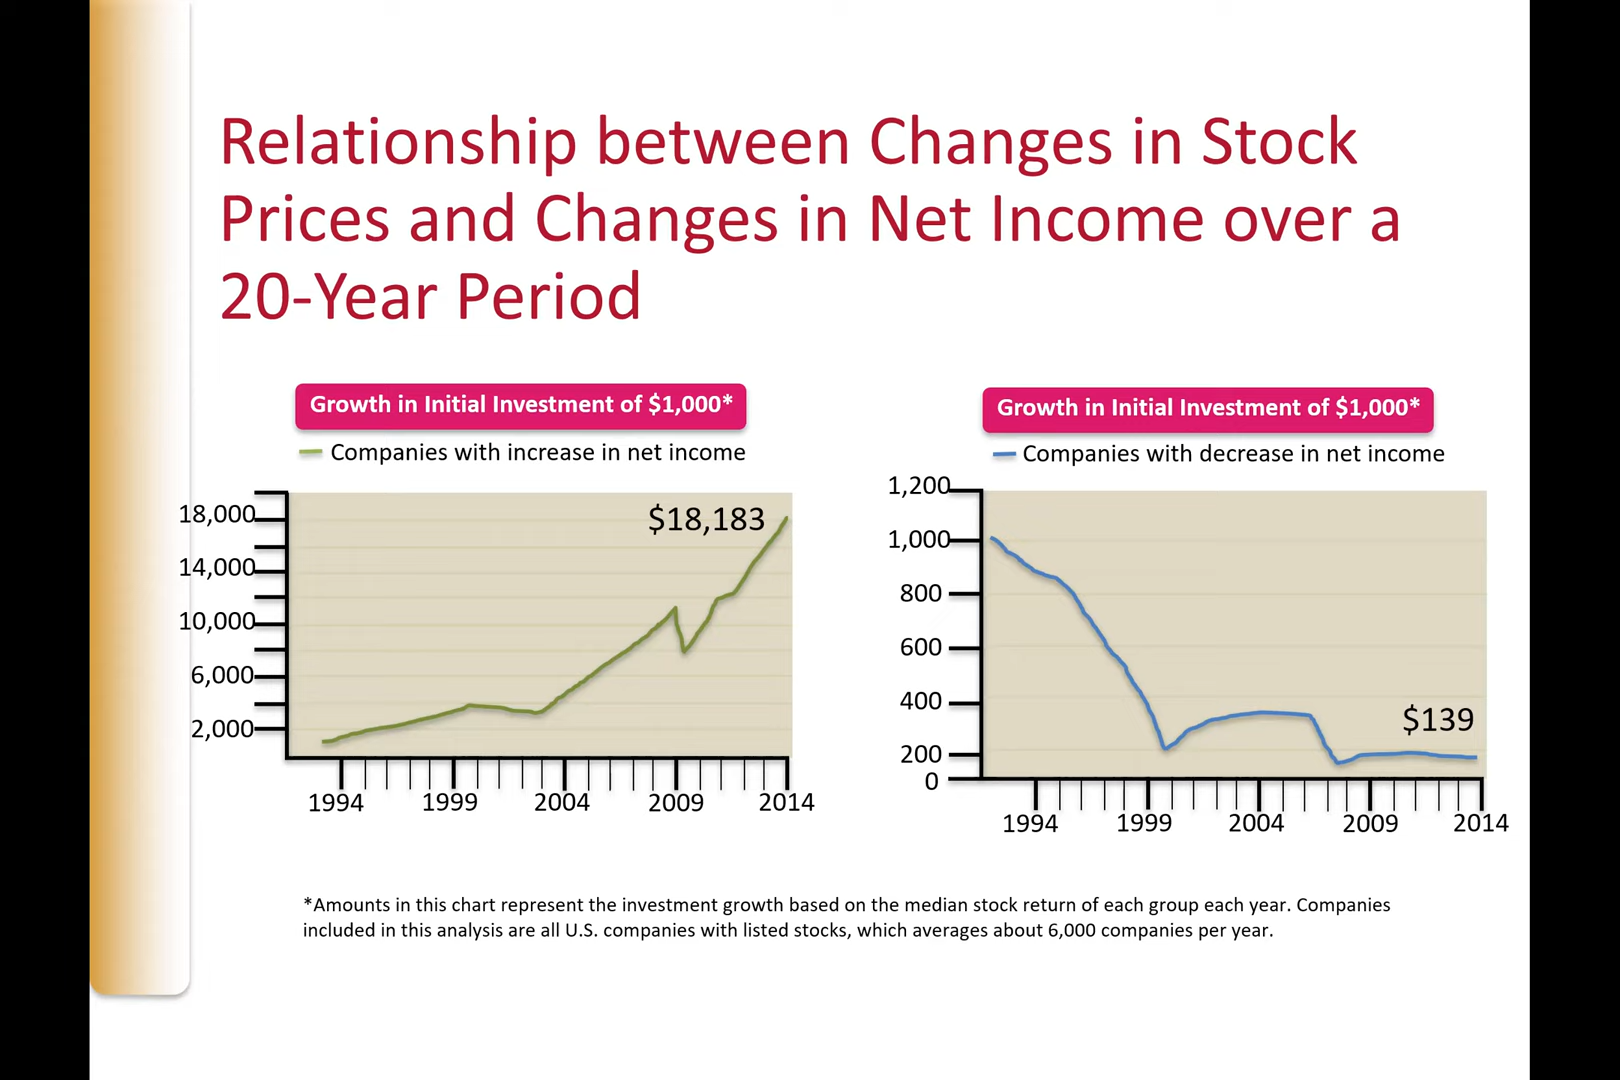 Relationship between Changes in Stock
Prices and Changes in Net Income over a
20-Year Period
Growth in Initial Investment of $1,000*
Companies with increase in net income
18,000
14,000
10,000
6,000
2,000
$18,183
1994 1999 2004 2009 2014
Growth in Initial Investment of $1,000*
Companies with decrease in net income
1,200
1,000
800
600
400
200
0
$139
1994 1999 2004 2009 2014
*Amounts in this chart represent the investment growth based on the median stock return of each group each year. Companies
included in this analysis are all U.S. companies with listed stocks, which averages about 6,000 companies per year.